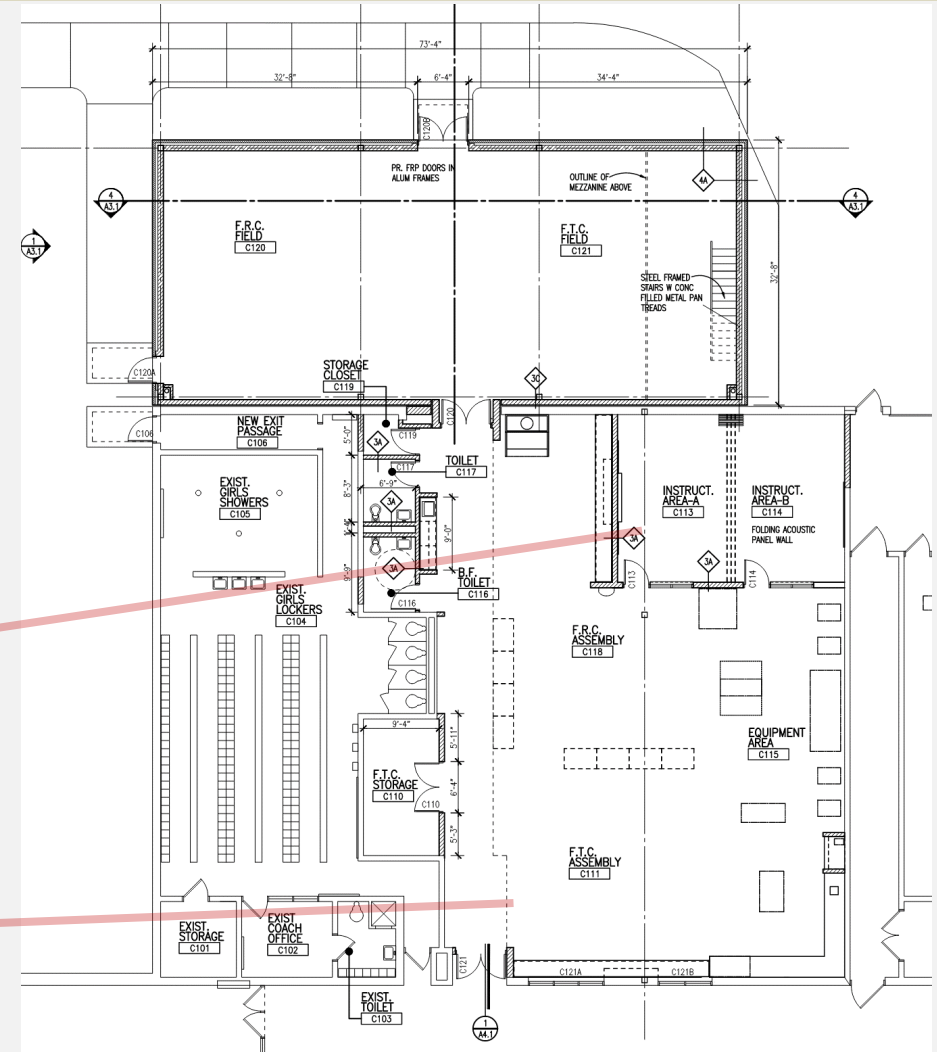 73'-4"
32'-8"
6'-4"
34'-4"
C120B
PR. FRP DOORS IN
ALUM FRAMES
OUTLINE OF
MEZZANINE ABOVE
4A
4
A3.1
4
A3.1
1
A3.1
F.R.C.
FIELD
C120
F.T.C.
FIELD
C121
32'-8"
STEEL FRAMED
STAIRS W CONC
FILLED METAL PAN
TREADS
C120A
STORAGE
CLOSET
C119
C120
C106
NEW EXIT
PASSAGE
C106
5'-0"
3A
C119
C117
TOILET
C117
6'-9"
8'-3"
3A
EXIST.
GIRLS
SHOWERS
C105
9'-0"
INSTRUCT.
AREA-A
C113
INSTRUCT.
AREA-B
C114
FOLDING ACOUSTIC
PANEL WALL
3A
3A
3A
9'-9"
B.F.
TOILET
C116
C116
C113
C114
EXIST.
GIRLS
LOCKERS
C104
F.R.C.
ASSEMBLY
C118
EQUIPMENT
AREA
C115
9'-4"
5'-11"
F.T.C.
STORAGE
C110
C110
6'-4"
5'-3"
F.T.C.
ASSEMBLY
C111
EXIST.
STORAGE
C101
EXIST
COACH
OFFICE
C102
C121
C121A
C121B
EXIST.
TOILET
C103
1
A4.1